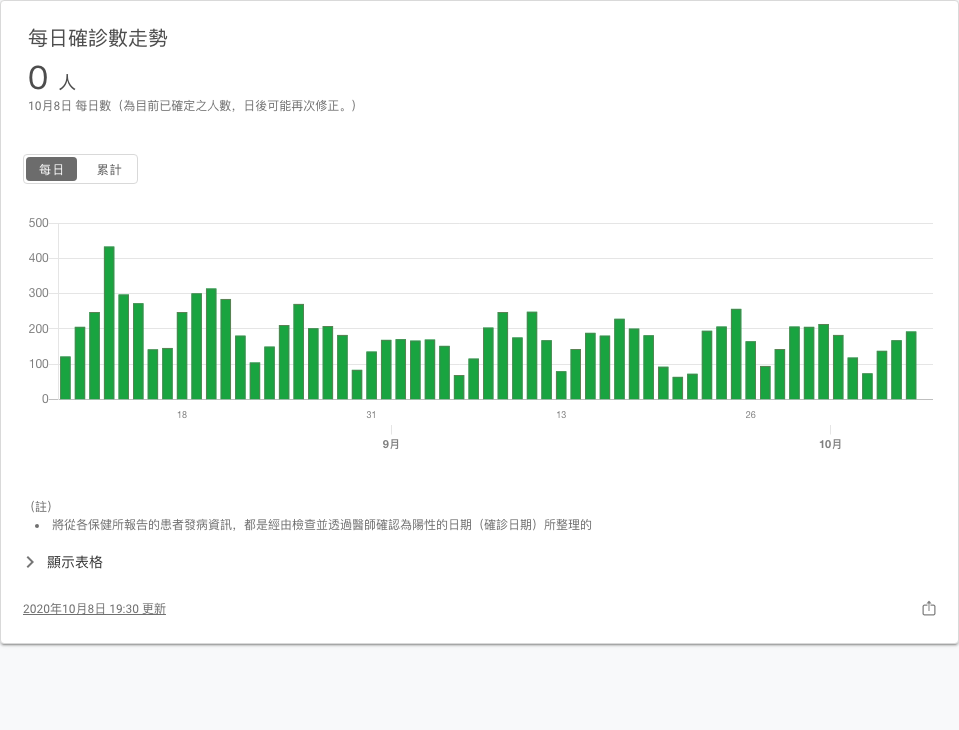 每日確診數走勢
0 人
10月8日 每日數（為目前已確定之人數，日後可能再次修正。）
每日 累計
500
400
300
200
100
0
18 31 13 26
9月 10月
（註）
• 將從各保健所報告的患者發病資訊，都是經由檢查並透過醫師確認為陽性的日期（確診日期）所整理的
顯示表格
2020年10月8日 19:30 更新